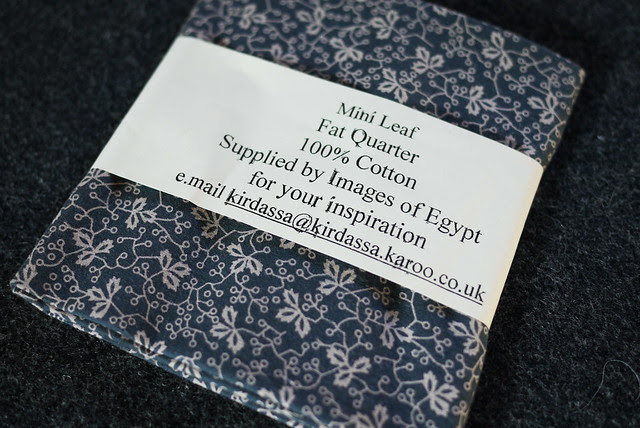 Mini Leaf
Fat Quarter
100% Cotton
Supplied by Images of Egypt
for your inspiration
e.mail kirdassa@kirdassa.karoo.co.uk